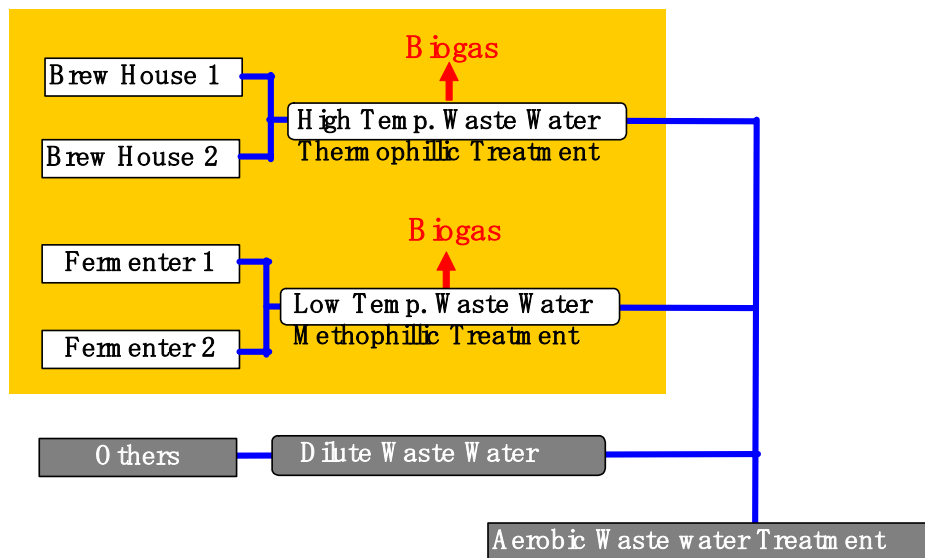 Biogas
Brew House 1
High Temp. Waste Water
Brew House 2
Thermophillic Treatment
Biogas
Fermenter 1
Low Temp. Waste Water
Methophillic Treatment
Fermenter 2
Others
Dilute Waste Water
Aerobic Waste water Treatment